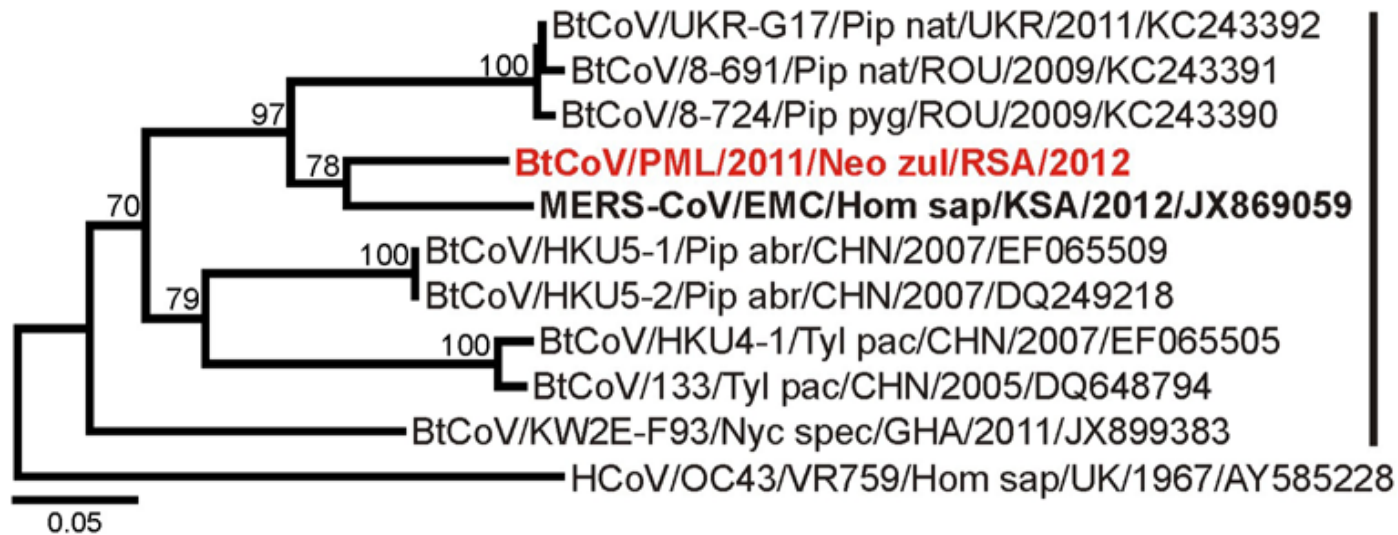 BtCoV/UKR-G17/Pip nat/UKR/2011/KC243392
100
BtCoV/8-691/Pip nat/ROU/2009/KC243391
BtCoV/8-724/Pip pyg/ROU/2009/KC243390
97
BtCoV/PML/2011/Neo zul/RSA/2012
78
MERS-CoV/EMC/Hom sap/KSA/2012/JX869059
70
BtCoV/HKU5-1/Pip abr/CHN/2007/EF065509
100
BtCoV/HKU5-2/Pip abr/CHN/2007/DQ249218
79
BtCoV/HKU4-1/Tyl pac/CHN/2007/EF065505
100
BtCoV/133/Tyl pac/CHN/2005/DQ648794
BtCoV/KW2E-F93/Nyc spec/GHA/2011/JX899383
HCoV/OC43/VR759/Hom sap/UK/1967/AY585228
0.05